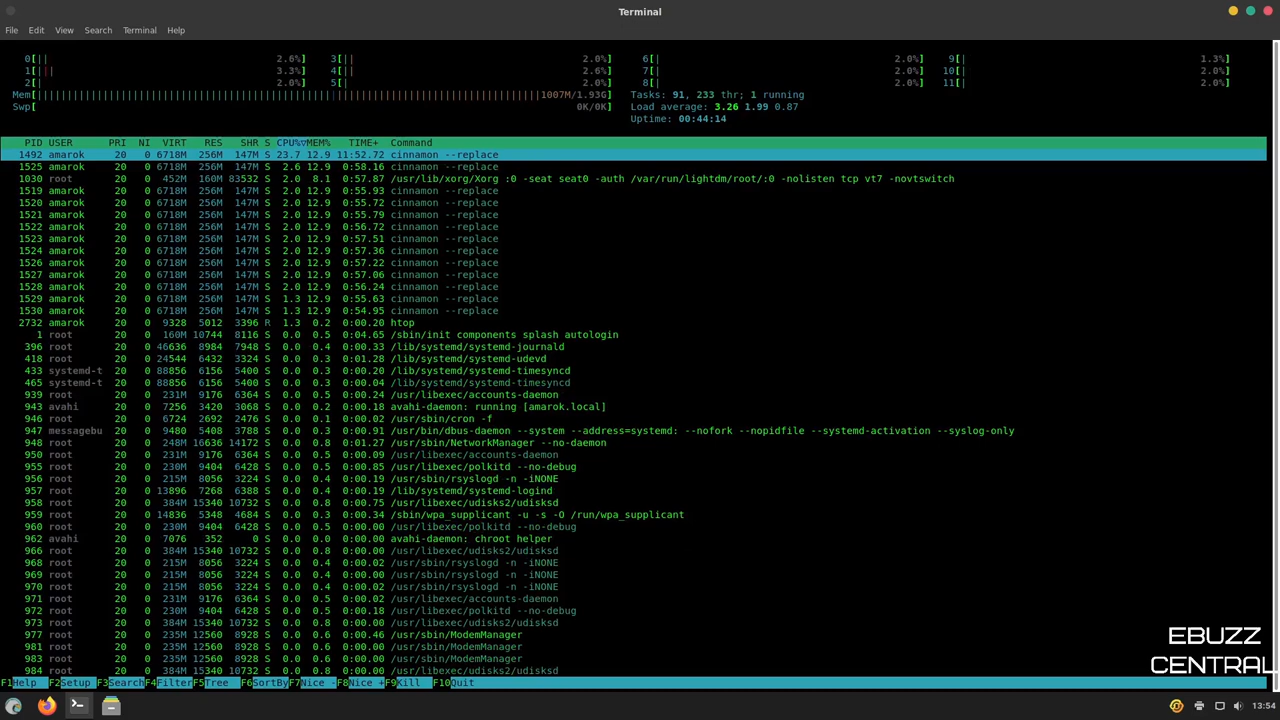 Terminal
File Edit View Search Terminal Help
0[|| 2.6%] 3[|| 2.0%] 6[| 2.0%] 9[| 1.3%]
1[||| 3.3%] 4[|| 2.6%] 7[| 2.0%] 10[| 2.0%]
2[| 2.0%] 5[| 2.0%] 8[| 2.0%] 11[| 2.0%]
Mem[ 1007M/1.93G] Tasks: 91, 233 thr; 1 running
Swp[ 0K/0K] Load average: 3.26 1.99 0.87
Uptime: 00:44:14
PID USER PRI NI VIRT RES SHR S CPU%▽MEM% TIME+ Command
1492 amarok 20 0 6718M 256M 147M S 23.7 12.9 11:52.72 cinnamon --replace
1525 amarok 20 0 6718M 256M 147M S 2.6 12.9 0:58.16 cinnamon --replace
1030 root 20 0 452M 160M 83532 S 2.0 8.1 0:57.87 /usr/lib/xorg/Xorg :0 -seat seat0 -auth /var/run/lightdm/root/:0 -nolisten tcp vt7 -novtswitch
1519 amarok 20 0 6718M 256M 147M S 2.0 12.9 0:55.93 cinnamon --replace
1520 amarok 20 0 6718M 256M 147M S 2.0 12.9 0:55.72 cinnamon --replace
1521 amarok 20 0 6718M 256M 147M S 2.0 12.9 0:55.79 cinnamon --replace
1522 amarok 20 0 6718M 256M 147M S 2.0 12.9 0:56.72 cinnamon --replace
1523 amarok 20 0 6718M 256M 147M S 2.0 12.9 0:57.51 cinnamon --replace
1524 amarok 20 0 6718M 256M 147M S 2.0 12.9 0:57.36 cinnamon --replace
1526 amarok 20 0 6718M 256M 147M S 2.0 12.9 0:57.22 cinnamon --replace
1527 amarok 20 0 6718M 256M 147M S 2.0 12.9 0:57.06 cinnamon --replace
1528 amarok 20 0 6718M 256M 147M S 2.0 12.9 0:56.24 cinnamon --replace
1529 amarok 20 0 6718M 256M 147M S 1.3 12.9 0:55.63 cinnamon --replace
1530 amarok 20 0 6718M 256M 147M S 1.3 12.9 0:54.95 cinnamon --replace
2732 amarok 20 0 9328 5012 3396 R 1.3 0.2 0:00.20 htop
1 root 20 0 160M 10744 8116 S 0.0 0.5 0:04.65 /sbin/init components splash autologin
396 root 20 0 46636 8984 7948 S 0.0 0.4 0:00.33 /lib/systemd/systemd-journald
418 root 20 0 24544 6432 3324 S 0.0 0.3 0:01.28 /lib/systemd/systemd-udevd
433 systemd-t 20 0 88856 6156 5400 S 0.0 0.3 0:00.20 /lib/systemd/systemd-timesyncd
465 systemd-t 20 0 88856 6156 5400 S 0.0 0.3 0:00.04 /lib/systemd/systemd-timesyncd
939 root 20 0 231M 9176 6364 S 0.0 0.5 0:00.24 /usr/libexec/accounts-daemon
943 avahi 20 0 7256 3420 3068 S 0.0 0.2 0:00.18 avahi-daemon: running [amarok.local]
946 root 20 0 6724 2692 2476 S 0.0 0.1 0:00.02 /usr/sbin/cron -f
947 messagebu 20 0 9480 5408 3788 S 0.0 0.3 0:00.91 /usr/bin/dbus-daemon --system --address=systemd: --nofork --nopidfile --systemd-activation --syslog-only
948 root 20 0 248M 16636 14172 S 0.0 0.8 0:01.27 /usr/sbin/NetworkManager --no-daemon
950 root 20 0 231M 9176 6364 S 0.0 0.5 0:00.09 /usr/libexec/accounts-daemon
955 root 20 0 230M 9404 6428 S 0.0 0.5 0:00.85 /usr/libexec/polkitd --no-debug
956 root 20 0 215M 8056 3224 S 0.0 0.4 0:00.19 /usr/sbin/rsyslogd -n -iNONE
957 root 20 0 13896 7268 6388 S 0.0 0.4 0:00.19 /lib/systemd/systemd-logind
958 root 20 0 384M 15340 10732 S 0.0 0.8 0:00.75 /usr/libexec/udisks2/udisksd
959 root 20 0 14836 5348 4684 S 0.0 0.3 0:00.34 /sbin/wpa_supplicant -u -s -O /run/wpa_supplicant
960 root 20 0 230M 9404 6428 S 0.0 0.5 0:00.00 /usr/libexec/polkitd --no-debug
962 avahi 20 0 7076 352 0 S 0.0 0.0 0:00.00 avahi-daemon: chroot helper
966 root 20 0 384M 15340 10732 S 0.0 0.8 0:00.00 /usr/libexec/udisks2/udisksd
968 root 20 0 215M 8056 3224 S 0.0 0.4 0:00.02 /usr/sbin/rsyslogd -n -iNONE
969 root 20 0 215M 8056 3224 S 0.0 0.4 0:00.00 /usr/sbin/rsyslogd -n -iNONE
970 root 20 0 215M 8056 3224 S 0.0 0.4 0:00.02 /usr/sbin/rsyslogd -n -iNONE
971 root 20 0 231M 9176 6364 S 0.0 0.5 0:00.02 /usr/libexec/accounts-daemon
972 root 20 0 230M 9404 6428 S 0.0 0.5 0:00.18 /usr/libexec/polkitd --no-debug
973 root 20 0 384M 15340 10732 S 0.0 0.8 0:00.00 /usr/libexec/udisks2/udisksd
977 root 20 0 235M 12560 8928 S 0.0 0.6 0:00.46 /usr/sbin/ModemManager
981 root 20 0 235M 12560 8928 S 0.0 0.6 0:00.00 /usr/sbin/ModemManager
983 root 20 0 235M 12560 8928 S 0.0 0.6 0:00.00 /usr/sbin/ModemManager
984 root 20 0 384M 15340 10732 S 0.0 0.8 0:00.00 /usr/libexec/udisks2/udisksd
F1Help F2Setup F3SearchF4FilterF5Tree F6SortByF7Nice -F8Nice +F9Kill F10Quit
EBUZZ
CENTRAL
13:54